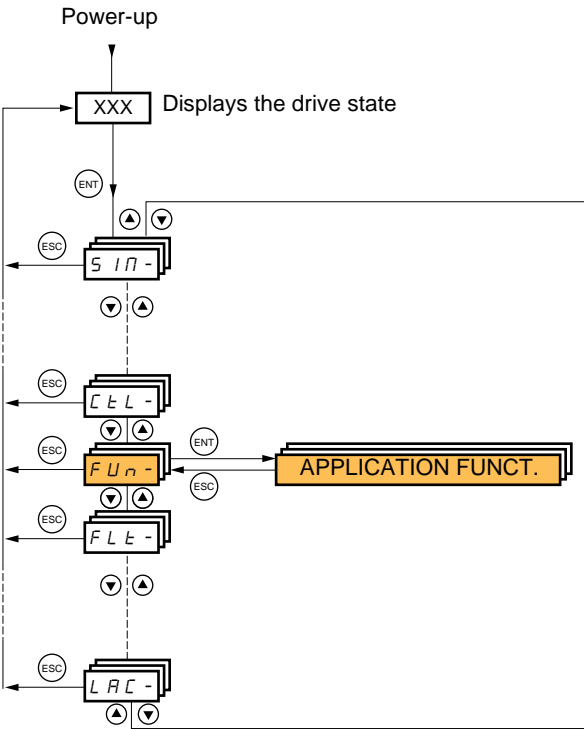 Power-up
XXX Displays the drive state
ENT
ESC
SIM-
ESC
CtL-
ENT
ESC
FUn- APPLICATION FUNCT.
ESC
ESC
FLt-
ESC
LAC-